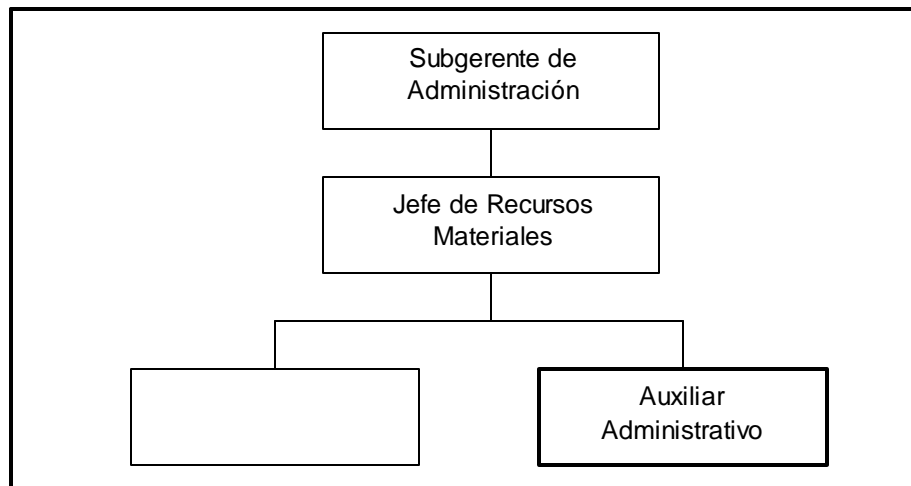 Subgerente de
Administración
Jefe de Recursos
Materiales
Auxiliar
Administrativo